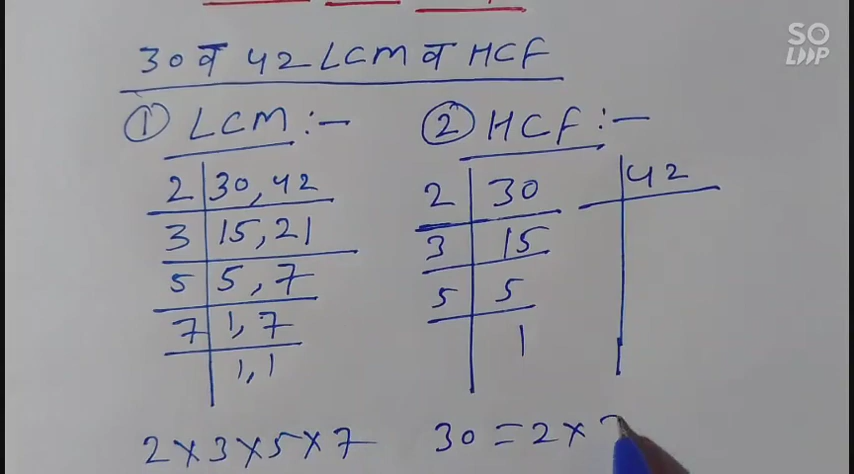 SO
LOOP
30 व 42 LCM व HCF
① LCM :-
2 | 30, 42
3 | 15, 21
5 | 5, 7
7 | 1, 7
1, 1
2 × 3 × 5 × 7
② HCF :-
2 | 30
3 | 15
5 | 5
1
42
30 = 2 ×